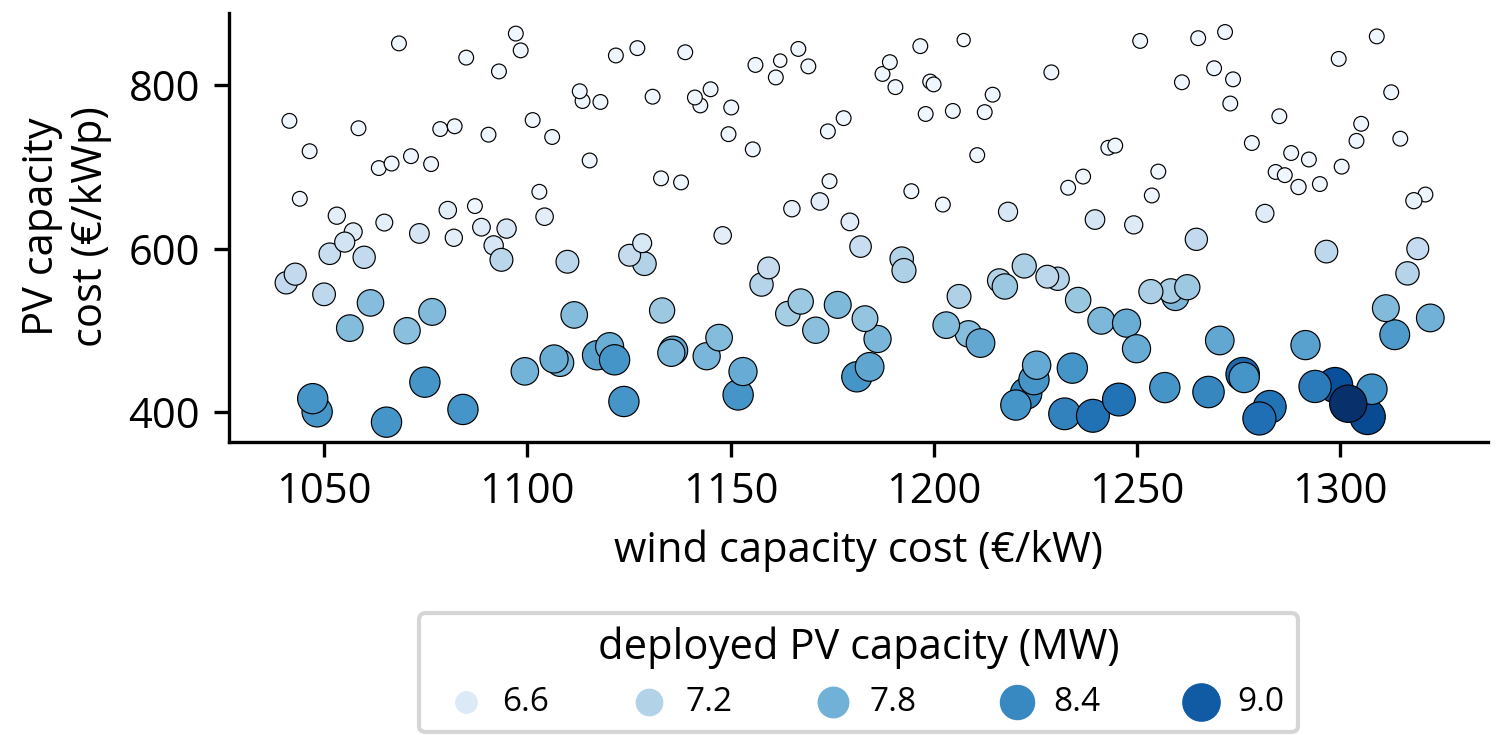 PV capacity
cost (€/kWp)
800
600
400
1050 1100 1150 1200 1250 1300
wind capacity cost (€/kW)
deployed PV capacity (MW)
6.6 7.2 7.8 8.4 9.0